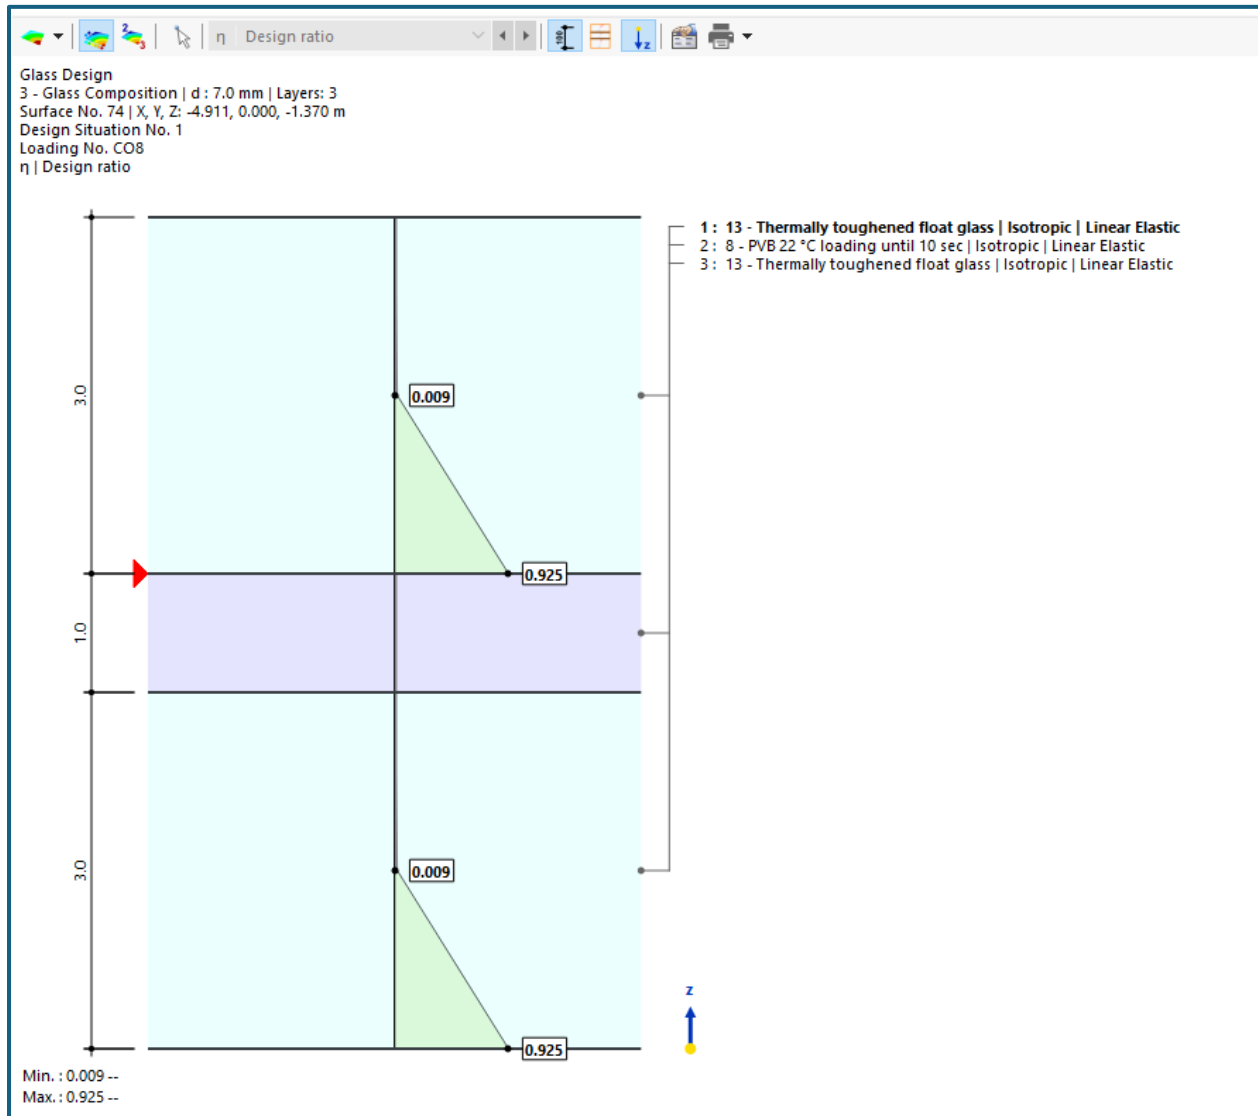 η Design ratio
Glass Design
3 - Glass Composition | d : 7.0 mm | Layers: 3
Surface No. 74 | X, Y, Z: -4.911, 0.000, -1.370 m
Design Situation No. 1
Loading No. CO8
η | Design ratio
1 : 13 - Thermally toughened float glass | Isotropic | Linear Elastic
2 : 8 - PVB 22 °C loading until 10 sec | Isotropic | Linear Elastic
3 : 13 - Thermally toughened float glass | Isotropic | Linear Elastic
3.0
0.009
0.925
1.0
3.0
0.009
z
0.925
Min. : 0.009 --
Max. : 0.925 --